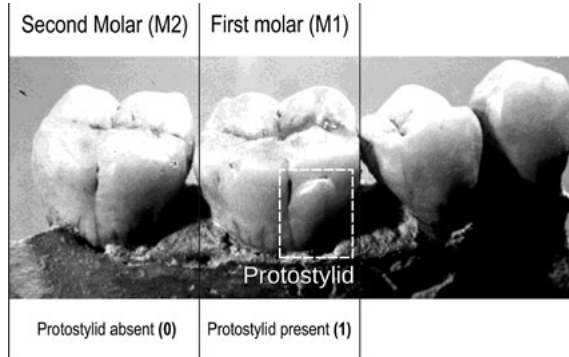 Second Molar (M2)
First molar (M1)
Protostylid
Protostylid absent (0)
Protostylid present (1)